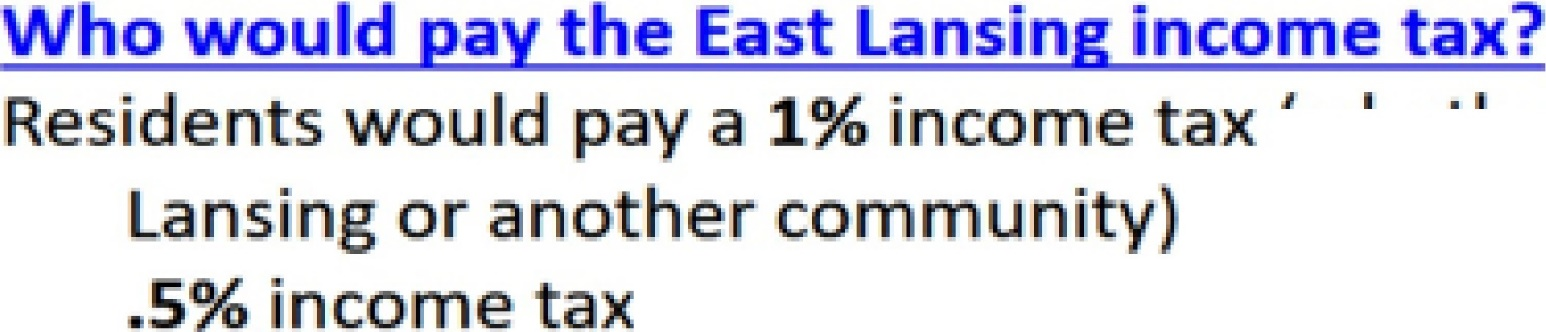 Who would pay the East Lansing income tax?
Residents would pay a 1% income tax
Lansing or another community)
.5% income tax